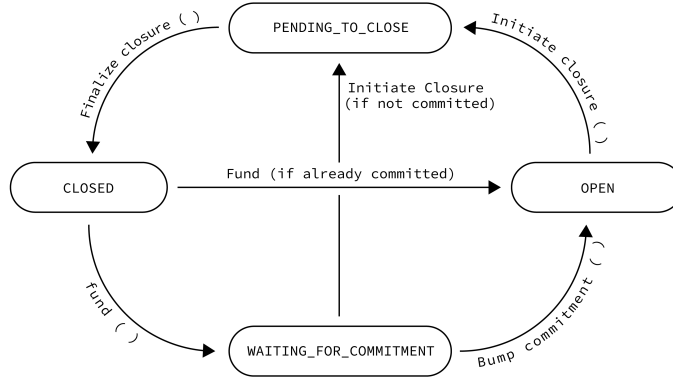 PENDING_TO_CLOSE
Finalize closure ( )
Initiate closure ( )
Initiate Closure
(if not committed)
Fund (if already committed)
CLOSED
OPEN
fund ( )
Bump commitment ( )
WAITING_FOR_COMMITMENT